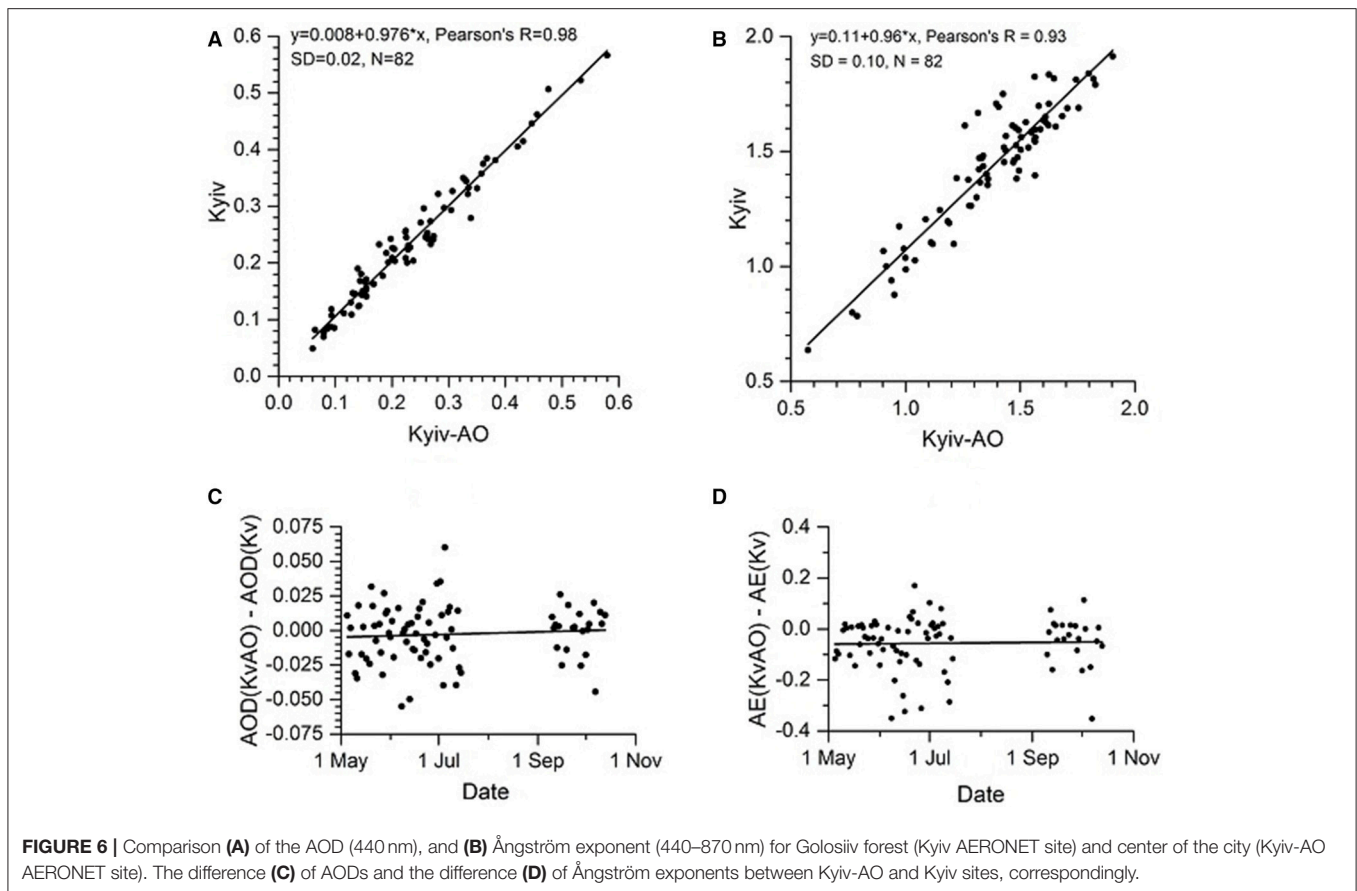 A
y=0.008+0.976*x, Pearson's R=0.98
SD=0.02, N=82
0.6
0.5
0.4
0.3
0.2
0.1
0.0
Kyiv
0.0 0.1 0.2 0.3 0.4 0.5 0.6
Kyiv-AO
B
y=0.11+0.96*x, Pearson's R = 0.93
SD = 0.10, N = 82
2.0
1.5
1.0
0.5
Kyiv
0.5 1.0 1.5 2.0
Kyiv-AO
C
AOD(KvAO) - AOD(Kv)
0.075
0.050
0.025
0.000
-0.025
-0.050
-0.075
1 May 1 Jul 1 Sep 1 Nov
Date
D
AE(KvAO) - AE(Kv)
0.4
0.2
0.0
-0.2
-0.4
1 May 1 Jul 1 Sep 1 Nov
Date
FIGURE 6 | Comparison (A) of the AOD (440 nm), and (B) Ångström exponent (440–870 nm) for Golosiiv forest (Kyiv AERONET site) and center of the city (Kyiv-AO
AERONET site). The difference (C) of AODs and the difference (D) of Ångström exponents between Kyiv-AO and Kyiv sites, correspondingly.